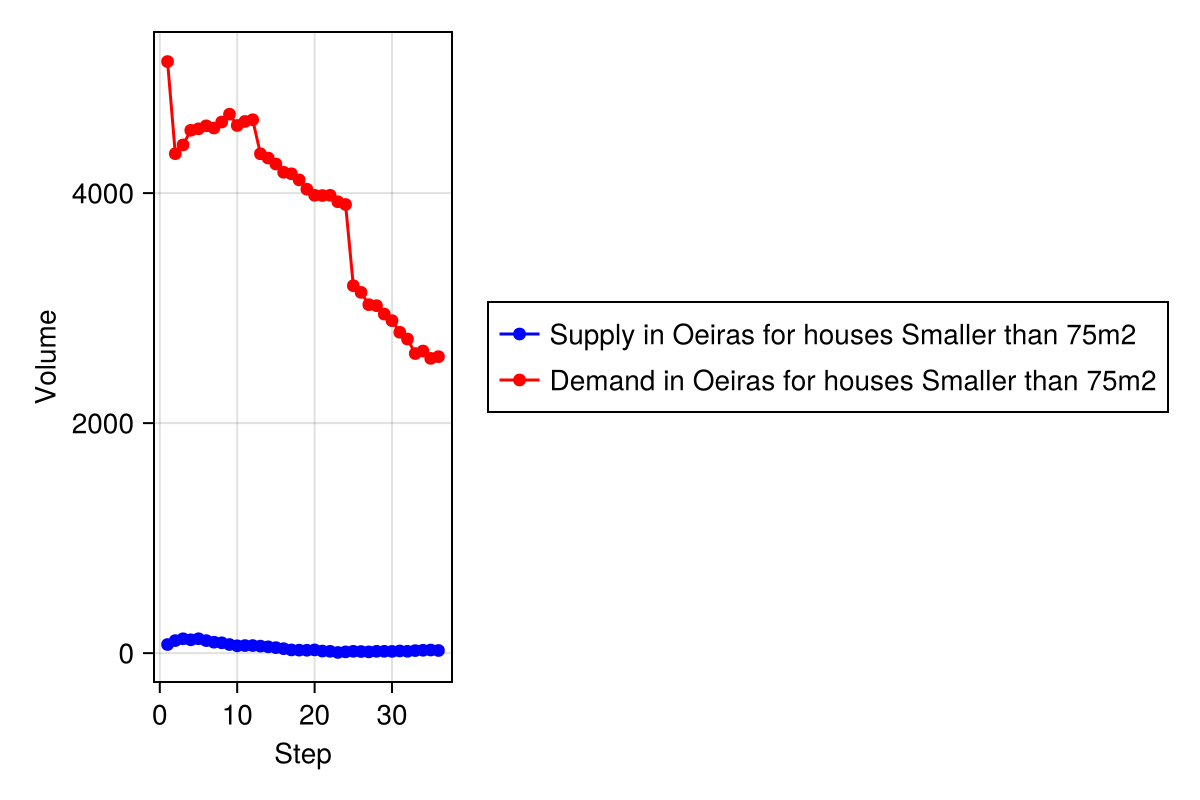 Volume
4000
2000
0
0 10 20 30
Step
Supply in Oeiras for houses Smaller than 75m2
Demand in Oeiras for houses Smaller than 75m2